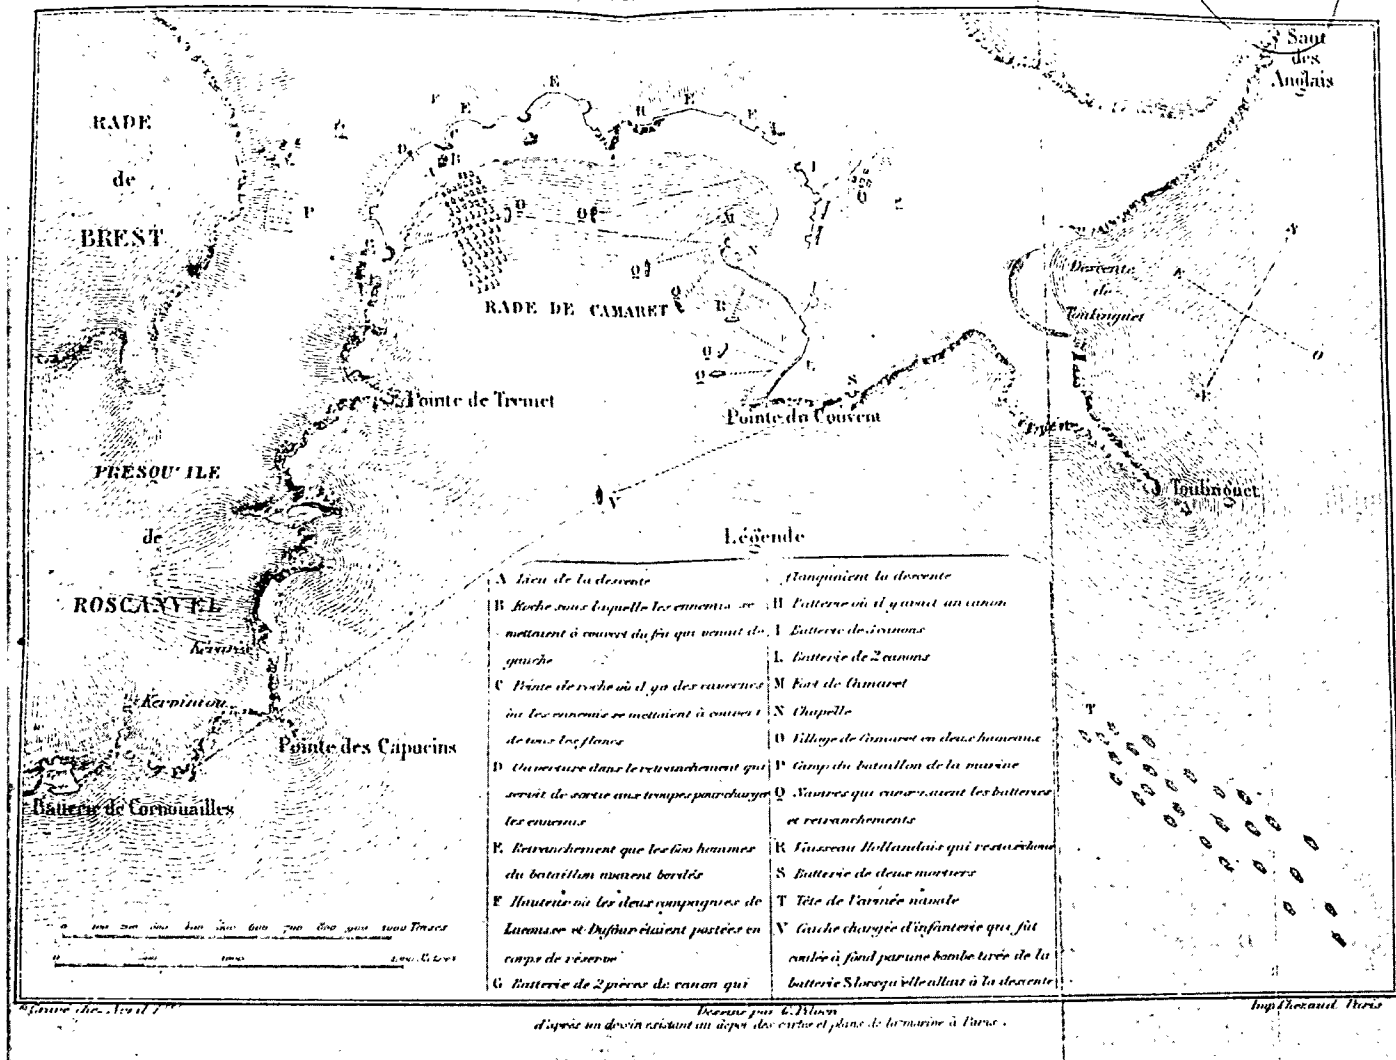 Saut
des
Anglais
RADE
de
BREST
RADE DE CAMARET
Descente
de
Toulinguet
Pointe de Tremet
Pointe du Couvent
PRESQU'ILE
de
ROSCANVEL
Toulinguet
Kerviniou
Pointe des Capucins
Batterie de Cornouailles
Légende
A Lieu de la descente
B Roche sous laquelle les ennemis se
mettaient à couvert du feu qui venait de
gauche
C Pointe de roche où il y a des cavernes
où les ennemis se mettaient à couvert
de tous les flancs
D Ouverture dans le retranchement qui
servit de sortie aux troupes pour charger
les ennemis
E Retranchement que les 600 hommes
du bataillon avaient bordés
F Hauteur où les deux compagnies de
et Dufour étaient postées en
corps de réserve
G Batterie de 2 pièces de canon qui
flanquaient la descente
H Batterie où il y avait un canon
I Batterie de 3 canons
L Batterie de 2 canons
M Fort de Camaret
N Chapelle
O Village de Camaret en deux hameaux
P Camp du bataillon de la marine
Q Navires qui les batteries
et retranchements
R Vaisseau Hollandais qui resta échoué
S Batterie de deux mortiers
T Tête de l'armée navale
V Cache chargée d'infanterie qui fût
coulée à fond par une bombe tirée de la
batterie S lorsqu'elle allait à la descente
1000 Toises
Gravé chez Avril
Dessiné par
Imp. Chezaud Paris
d'après un dessin existant au dépôt des cartes et plans de la marine à Paris.